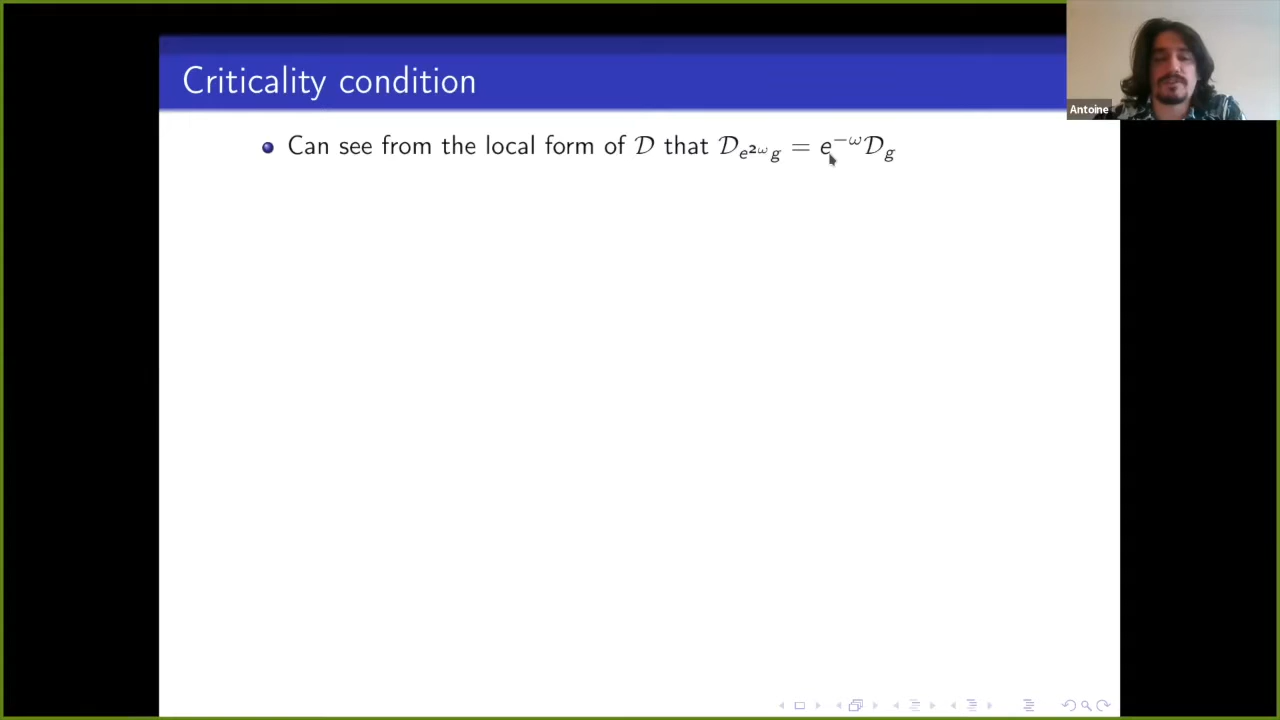 Criticality condition
Antoine
Can see from the local form of 𝒟 that 𝒟_{e^{2ω}g} = e^{−ω}𝒟_g